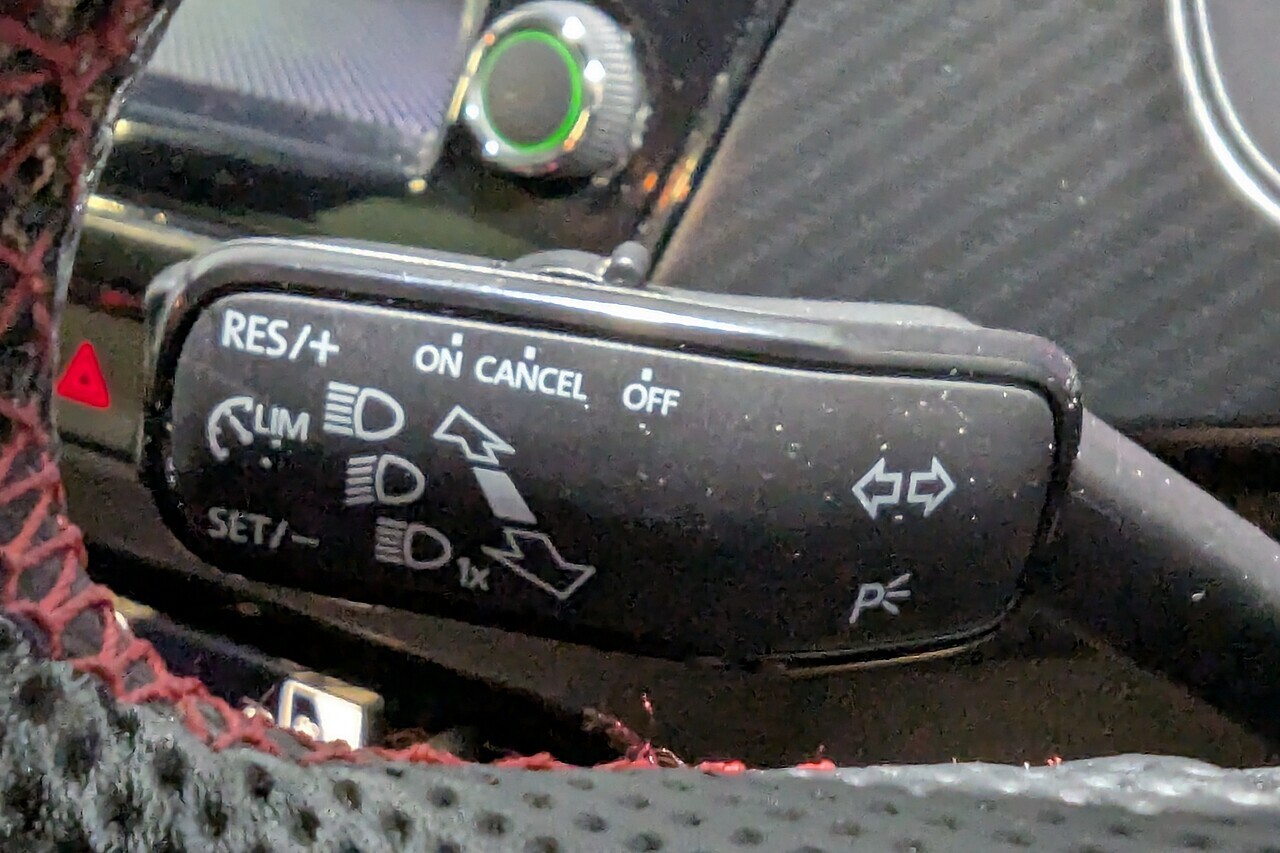 RES/+ ON CANCEL OFF
LIM
SET/−
1x
P